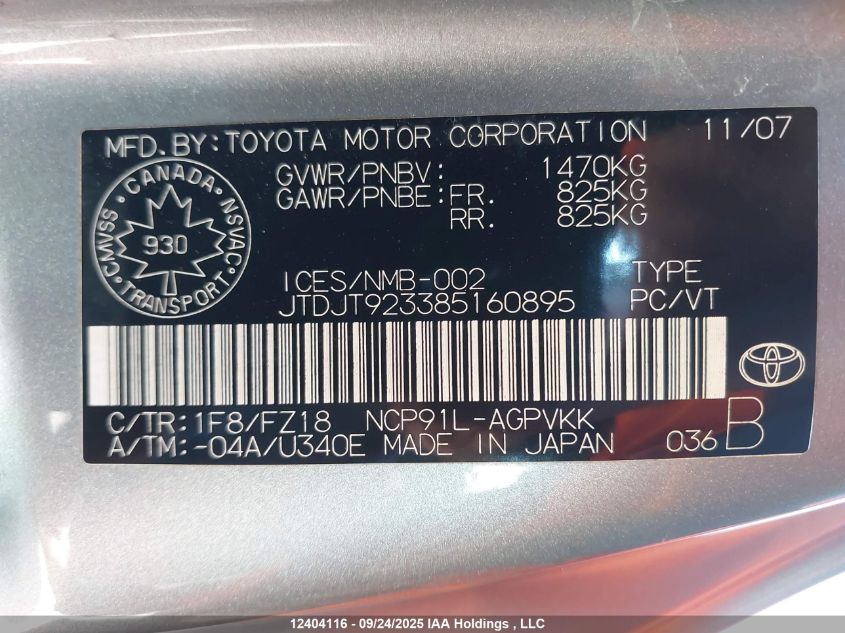 MFD. BY: TOYOTA MOTOR CORPORATION 11/07
GVWR/PNBV: 1470KG
GAWR/PNBE: FR. 825KG
RR. 825KG
CANADA
CMVSS 930 NSVAC
TRANSPORT
ICES/NMB-002 TYPE
JTDJT923385160895 PC/VT
TOYOTA
C/TR: 1F8/FZ18 NCP91L-AGPVKK
A/TM: -04A/U340E MADE IN JAPAN 036 B
12404116 - 09/24/2025 IAA Holdings , LLC